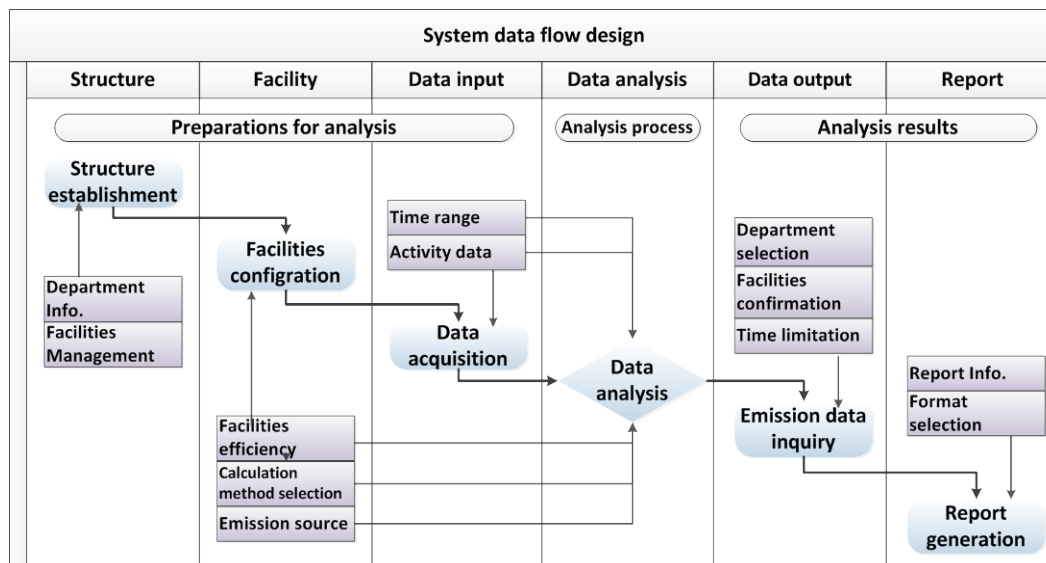 System data flow design
Structure
Facility
Data input
Data analysis
Data output
Report
Preparations for analysis
Analysis process
Analysis results
Structure
establishment
Department
Info.
Facilities
Management
Facilities
configration
Facilities
efficiency
Calculation
method selection
Emission source
Time range
Activity data
Data
acquisition
Data
analysis
Department
selection
Facilities
confirmation
Time limitation
Emission data
inquiry
Report Info.
Format
selection
Report
generation